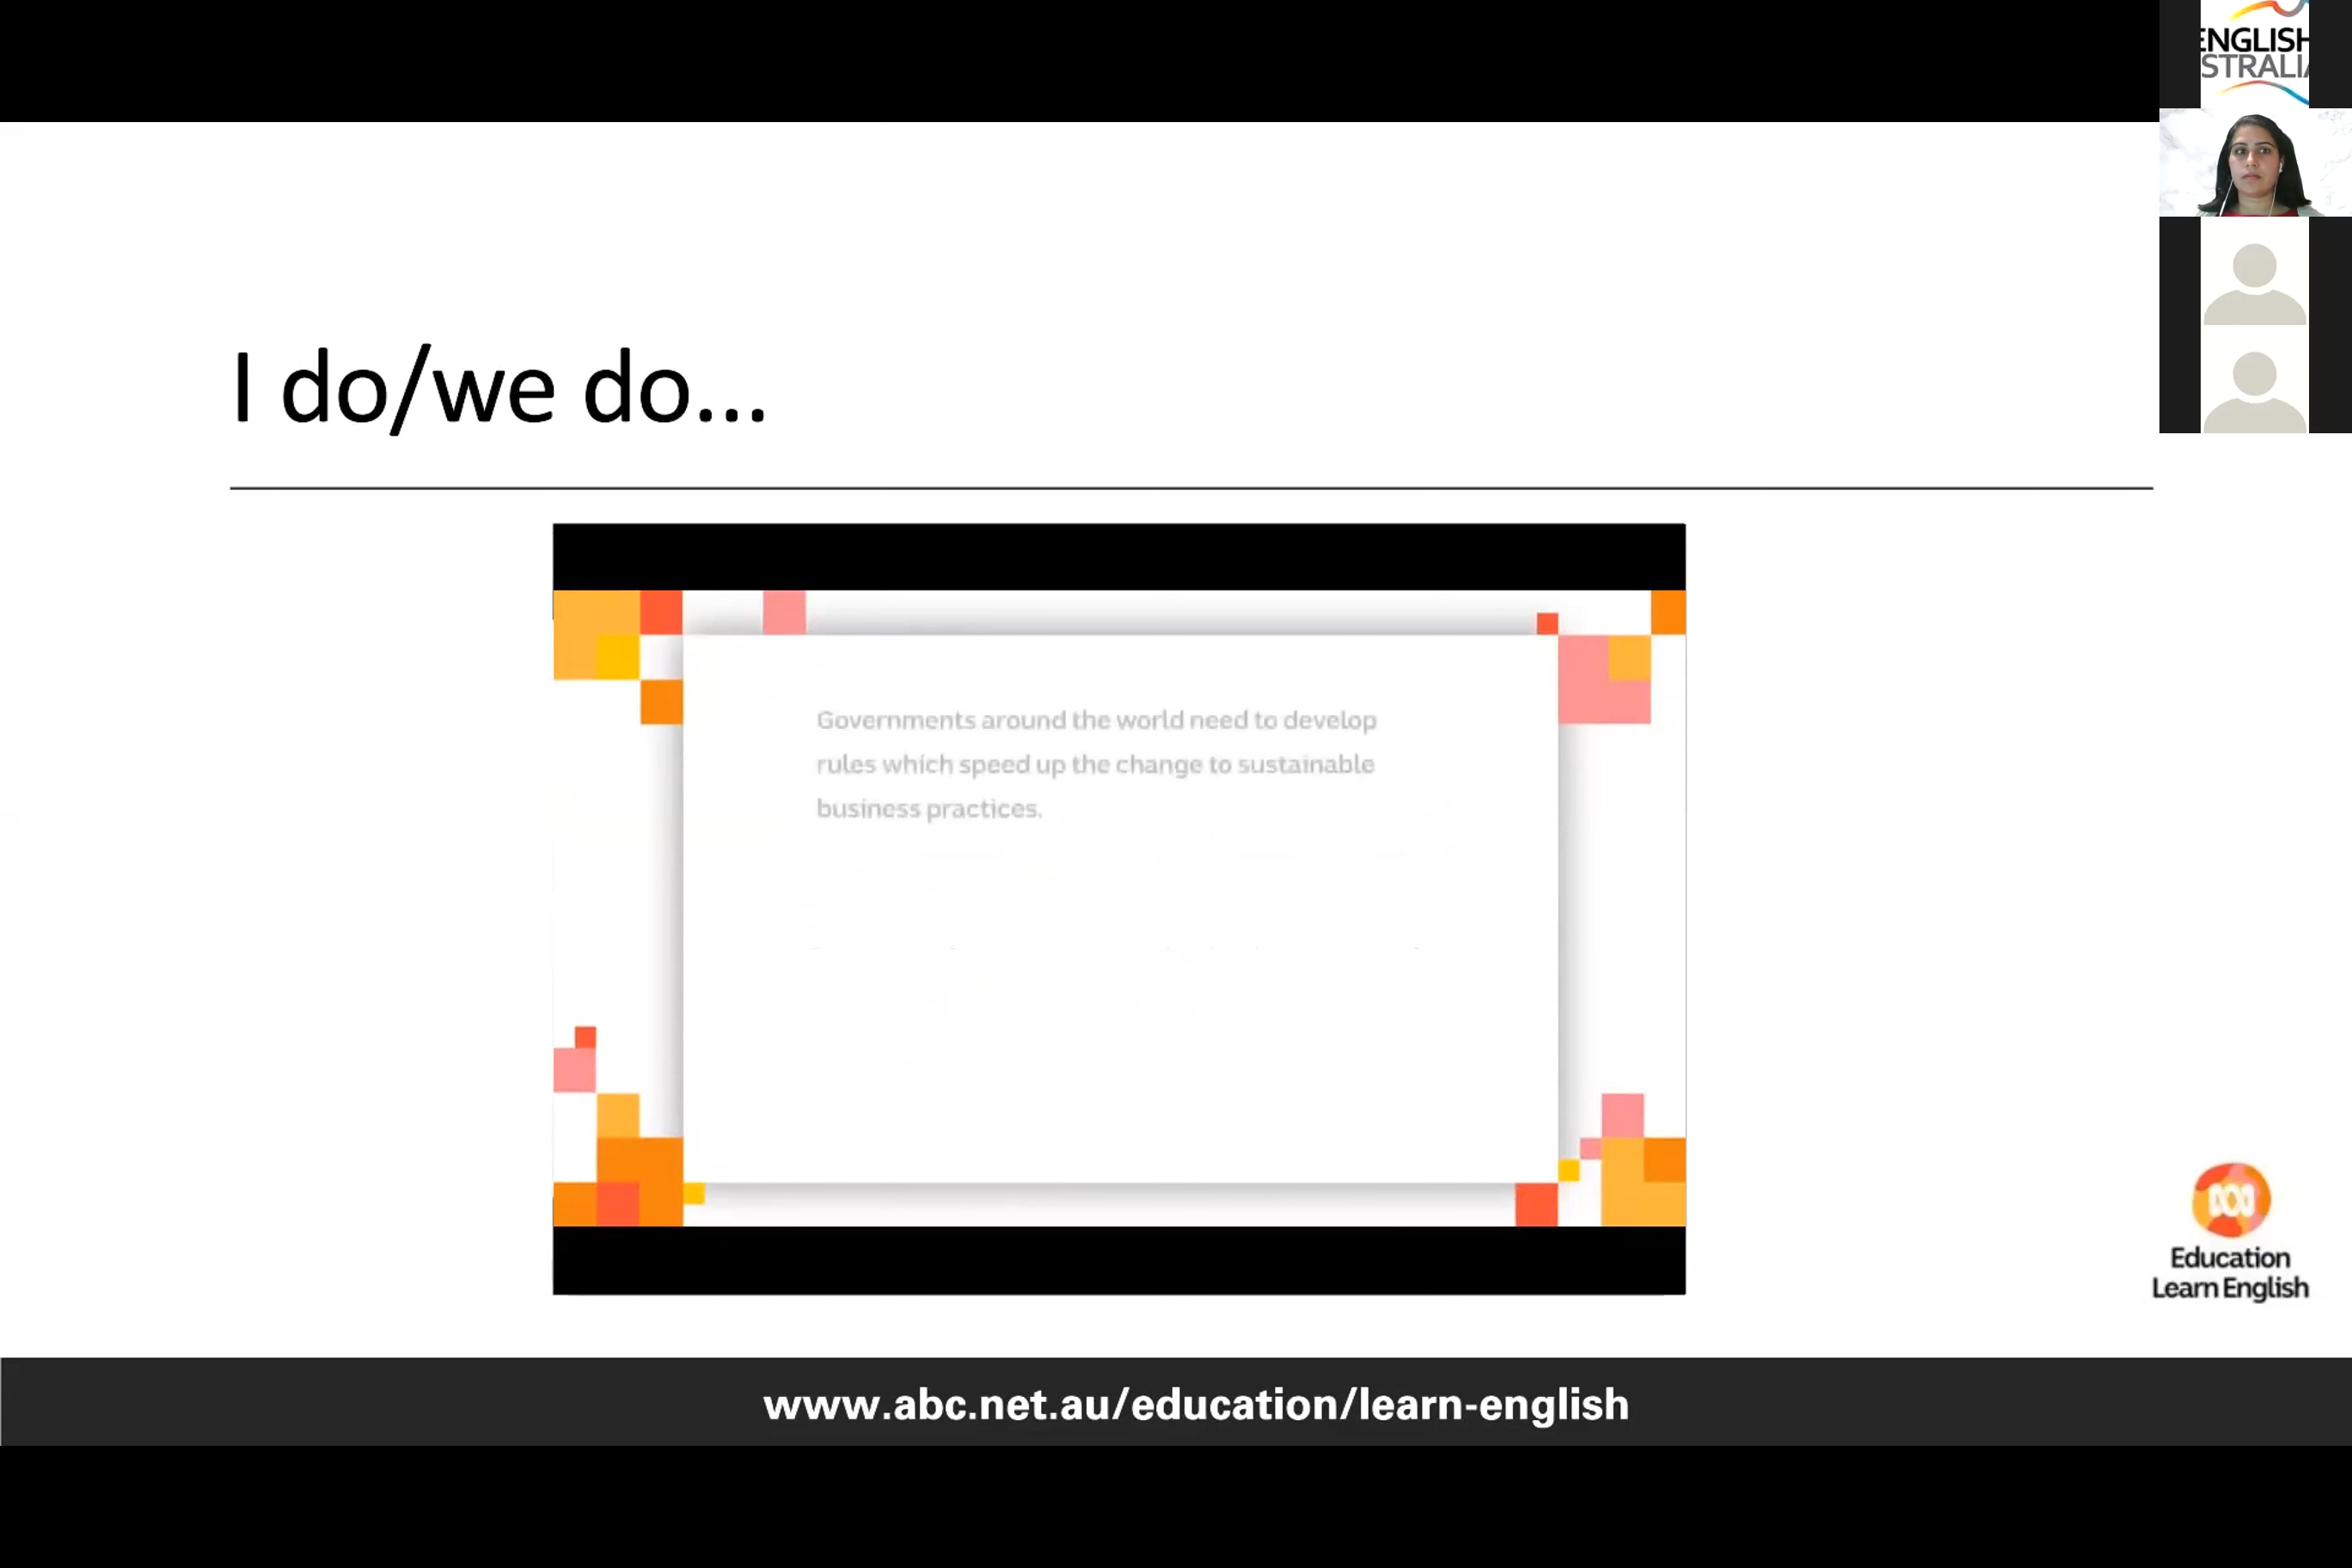 ENGLISH
STRALIA
I do/we do...
Governments around the world need to develop
rules which speed up the change to sustainable
business practices.
Education
Learn English
www.abc.net.au/education/learn-english